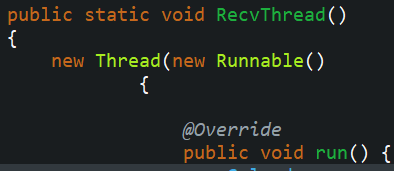 public static void RecvThread()
{
new Thread(new Runnable()
{
@Override
public void run() {